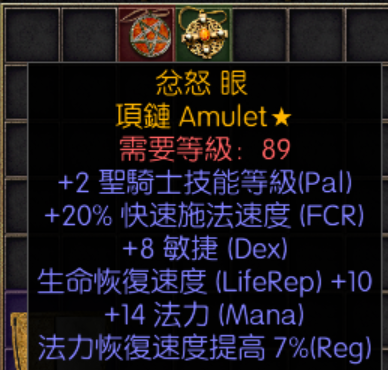 忿怒 眼
項鏈 Amulet★
需要等級: 89
+2 聖騎士技能等級(Pal)
+20% 快速施法速度 (FCR)
+8 敏捷 (Dex)
生命恢復速度 (LifeRep) +10
+14 法力 (Mana)
法力恢復速度提高 7%(Reg)